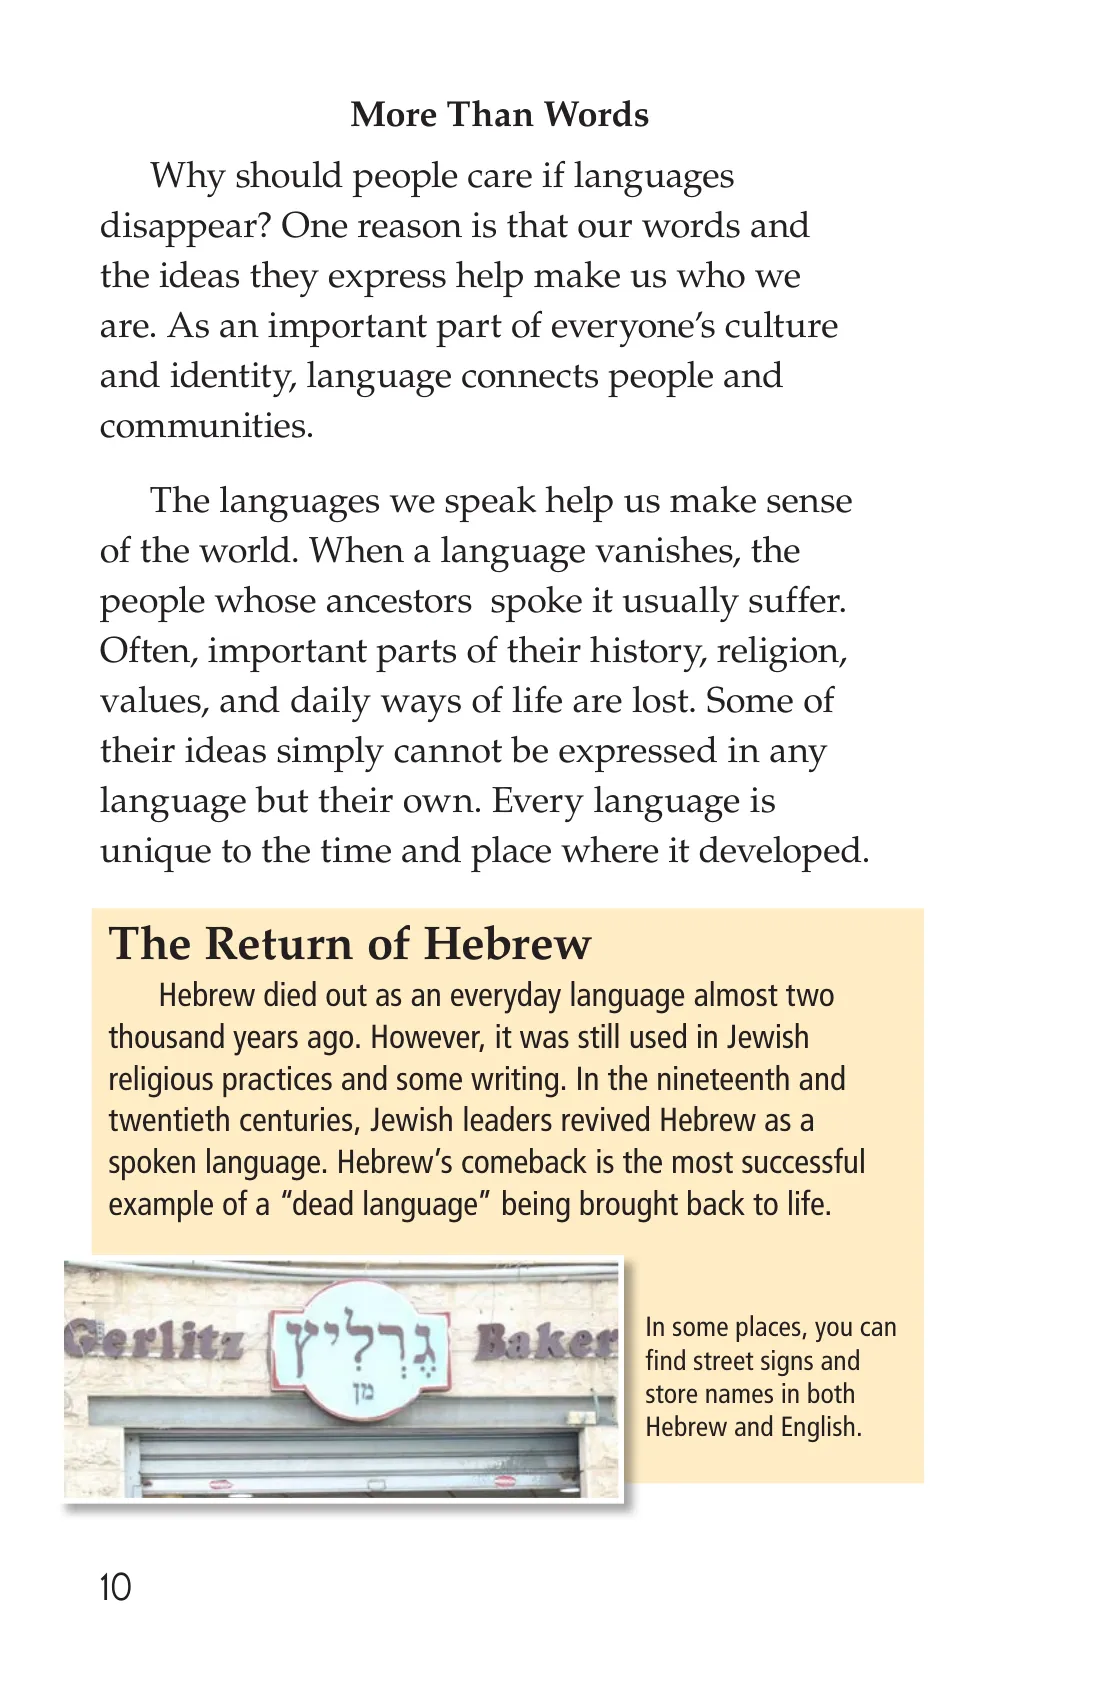 More Than Words
Why should people care if languages
disappear? One reason is that our words and
the ideas they express help make us who we
are. As an important part of everyone’s culture
and identity, language connects people and
communities.
The languages we speak help us make sense
of the world. When a language vanishes, the
people whose ancestors  spoke it usually suffer.
Often, important parts of their history, religion,
values, and daily ways of life are lost. Some of
their ideas simply cannot be expressed in any
language but their own. Every language is
unique to the time and place where it developed.
The Return of Hebrew
Hebrew died out as an everyday language almost two
thousand years ago. However, it was still used in Jewish
religious practices and some writing. In the nineteenth and
twentieth centuries, Jewish leaders revived Hebrew as a
spoken language. Hebrew’s comeback is the most successful
example of a “dead language” being brought back to life.
Gerlitz גֶרְלִיץ Baker
מן
In some places, you can
find street signs and
store names in both
Hebrew and English.
10